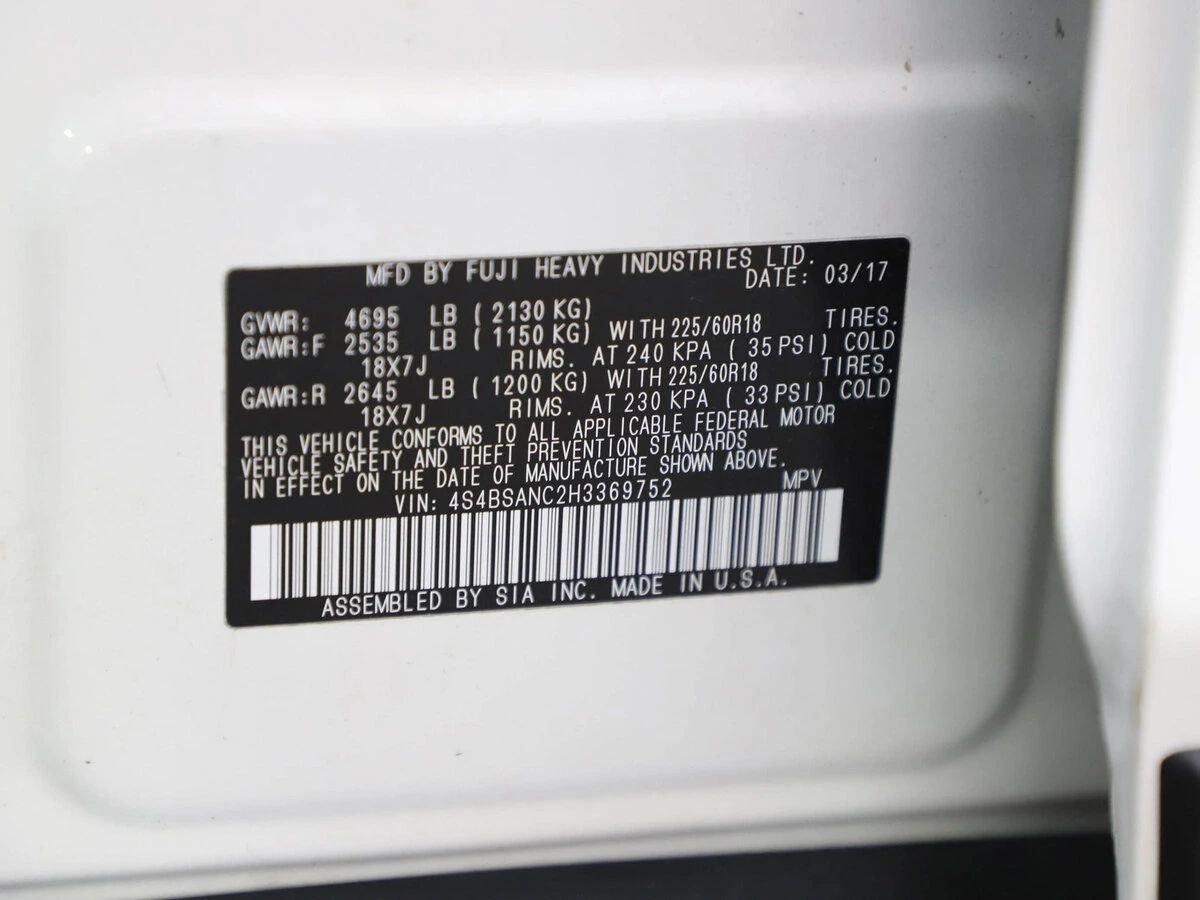 MFD BY FUJI HEAVY INDUSTRIES LTD.
DATE: 03/17
GVWR: 4695 LB ( 2130 KG)
GAWR:F 2535 LB ( 1150 KG) WITH 225/60R18 TIRES.
18X7J RIMS. AT 240 KPA ( 35 PSI) COLD
GAWR:R 2645 LB ( 1200 KG) WITH 225/60R18 TIRES.
18X7J RIMS. AT 230 KPA ( 33 PSI) COLD
THIS VEHICLE CONFORMS TO ALL APPLICABLE FEDERAL MOTOR
VEHICLE SAFETY AND THEFT PREVENTION STANDARDS
IN EFFECT ON THE DATE OF MANUFACTURE SHOWN ABOVE.
VIN: 4S4BSANC2H3369752 MPV
ASSEMBLED BY SIA INC. MADE IN U.S.A.